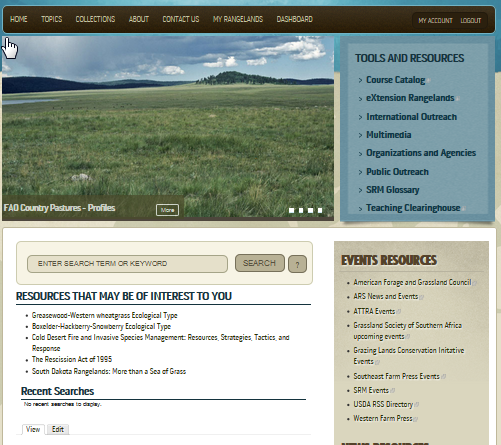 HOME TOPICS COLLECTIONS ABOUT CONTACT US MY RANGELANDS DASHBOARD MY ACCOUNT LOGOUT
FAO Country Pastures - Profiles
More
TOOLS AND RESOURCES
> Course Catalog
> eXtension Rangelands
> International Outreach
> Multimedia
> Organizations and Agencies
> Public Outreach
> SRM Glossary
> Teaching Clearinghouse
ENTER SEARCH TERM OR KEYWORD SEARCH ?
RESOURCES THAT MAY BE OF INTEREST TO YOU
• Greasewood-Western wheatgrass Ecological Type
• Boxelder-Hackberry-Snowberry Ecological Type
• Cold Desert Fire and Invasive Species Management: Resources, Strategies, Tactics, and
Response
• The Rescission Act of 1995
• South Dakota Rangelands: More than a Sea of Grass
Recent Searches
No recent searches to display.
View Edit
EVENTS RESOURCES
• American Forage and Grassland Council
• ARS News and Events
• ATTRA Events
• Grassland Society of Southern Africa
upcoming events
• Grazing Lands Conservation Initative
Events
• Southeast Farm Press Events
• SRM Events
• USDA RSS Directory
• Western Farm Press